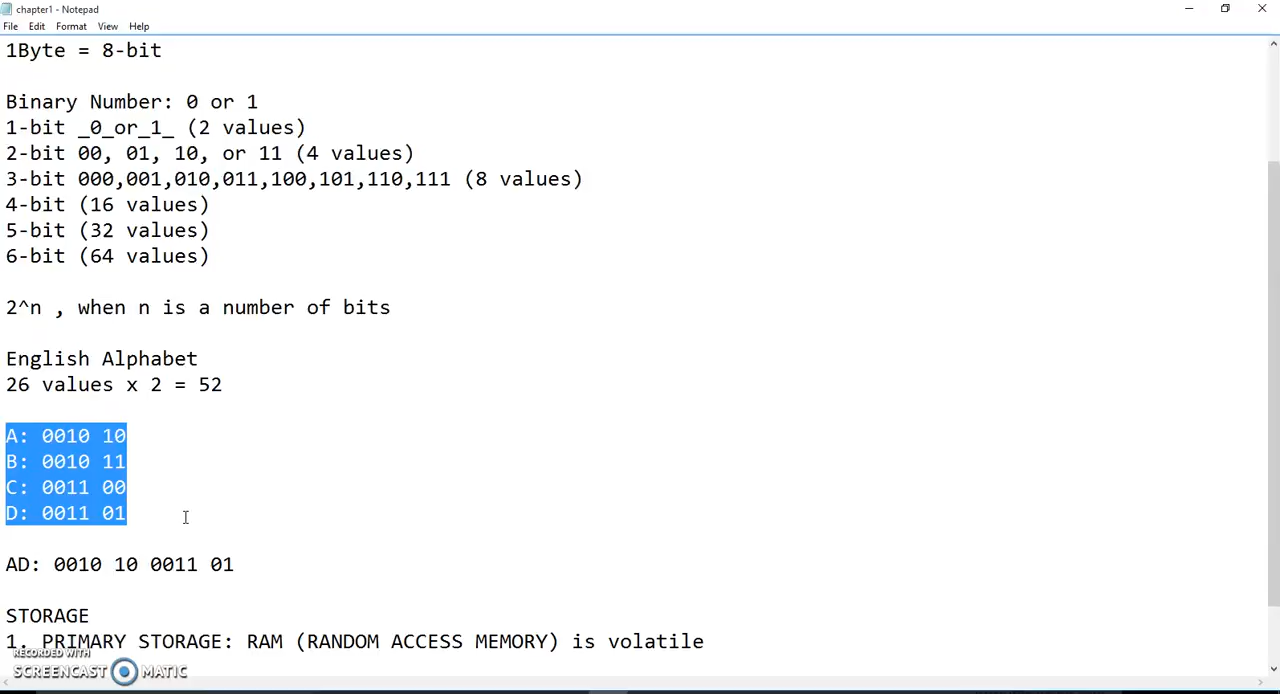 chapter1 - Notepad
File Edit Format View Help
1Byte = 8-bit
Binary Number: 0 or 1
1-bit _0_or_1_ (2 values)
2-bit 00, 01, 10, or 11 (4 values)
3-bit 000,001,010,011,100,101,110,111 (8 values)
4-bit (16 values)
5-bit (32 values)
6-bit (64 values)
2^n , when n is a number of bits
English Alphabet
26 values x 2 = 52
A: 0010 10
B: 0010 11
C: 0011 00
D: 0011 01
AD: 0010 10 0011 01
STORAGE
1. PRIMARY STORAGE: RAM (RANDOM ACCESS MEMORY) is volatile
RECORDED WITH
SCREENCAST MATIC